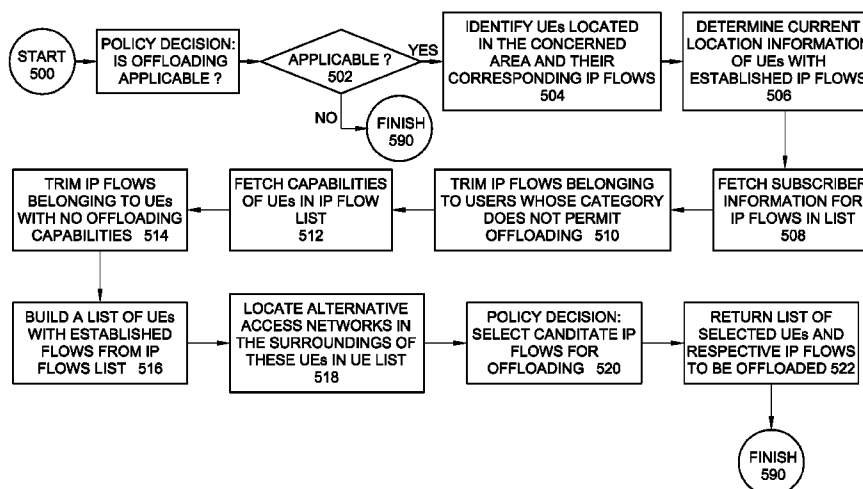 START
500
POLICY DECISION:
IS OFFLOADING
APPLICABLE ?
APPLICABLE ?
502
YES
NO
FINISH
590
IDENTIFY UEs LOCATED
IN THE CONCERNED
AREA AND THEIR
CORRESPONDING IP FLOWS
504
DETERMINE CURRENT
LOCATION INFORMATION
OF UEs WITH
ESTABLISHED IP FLOWS
506
FETCH SUBSCRIBER
INFORMATION FOR
IP FLOWS IN LIST
508
TRIM IP FLOWS BELONGING
TO USERS WHOSE CATEGORY
DOES NOT PERMIT
OFFLOADING 510
FETCH CAPABILITIES
OF UEs IN IP FLOW
LIST
512
TRIM IP FLOWS
BELONGING TO UEs
WITH NO OFFLOADING
CAPABILITIES 514
BUILD A LIST OF UEs
WITH ESTABLISHED
FLOWS FROM IP
FLOWS LIST 516
LOCATE ALTERNATIVE
ACCESS NETWORKS IN
THE SURROUNDINGS OF
THESE UEs IN UE LIST
518
POLICY DECISION:
SELECT CANDITATE IP
FLOWS FOR
OFFLOADING 520
RETURN LIST OF
SELECTED UEs AND
RESPECTIVE IP FLOWS
TO BE OFFLOADED 522
FINISH
590